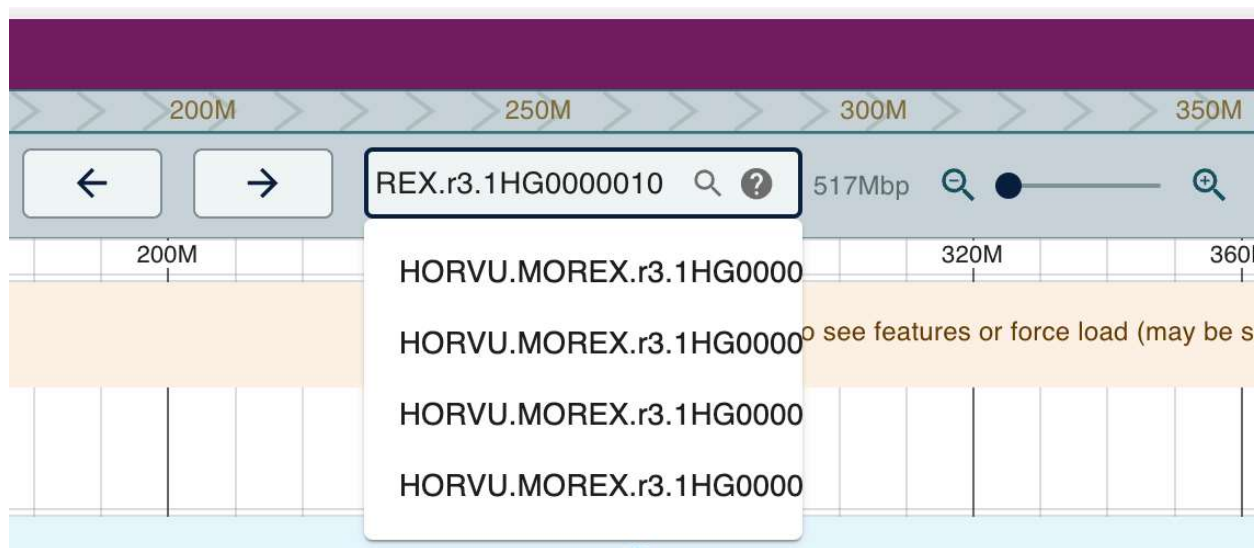 200M 250M 300M 350M
REX.r3.1HG0000010 517Mbp
200M 320M
HORVU.MOREX.r3.1HG0000
see features or force load (may be s
HORVU.MOREX.r3.1HG0000
HORVU.MOREX.r3.1HG0000
HORVU.MOREX.r3.1HG0000